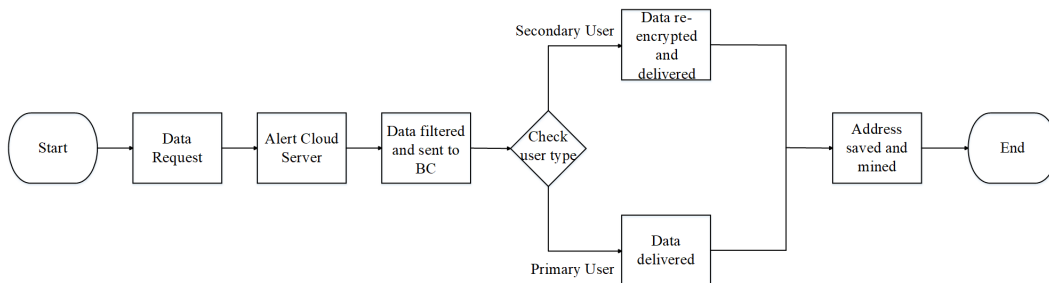 Start
Data
Request
Alert Cloud
Server
Data filtered
and sent to
BC
Check
user type
Secondary User
Data re-
encrypted
and
delivered
Primary User
Data
delivered
Address
saved and
mined
End